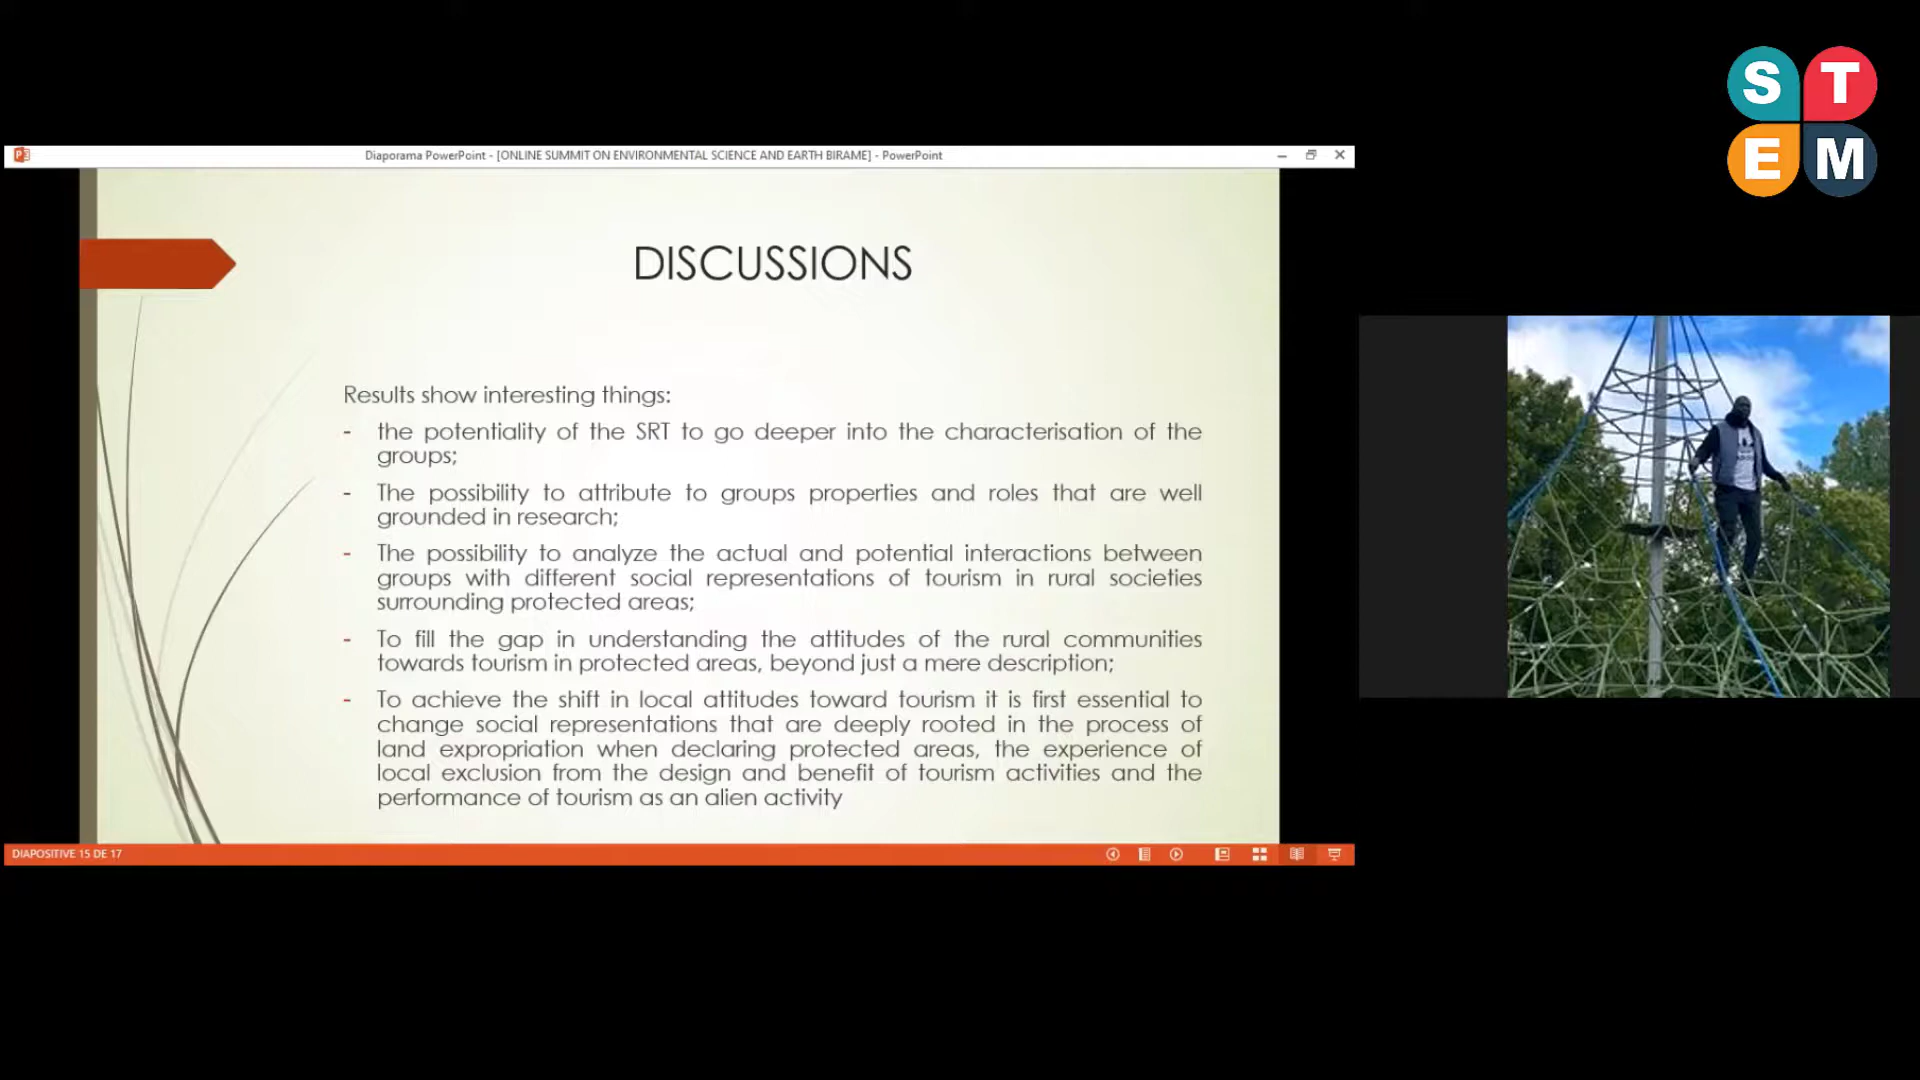 S T
E M
Diaporama PowerPoint - [ONLINE SUMMIT ON ENVIRONMENTAL SCIENCE AND EARTH BIRAME] - PowerPoint
DISCUSSIONS
Results show interesting things:
- the potentiality of the SRT to go deeper into the characterisation of the
groups;
- The possibility to attribute to groups properties and roles that are well
grounded in research;
- The possibility to analyze the actual and potential interactions between
groups with different social representations of tourism in rural societies
surrounding protected areas;
- To fill the gap in understanding the attitudes of the rural communities
towards tourism in protected areas, beyond just a mere description;
- To achieve the shift in local attitudes toward tourism it is first essential to
change social representations that are deeply rooted in the process of
land expropriation when declaring protected areas, the experience of
local exclusion from the design and benefit of tourism activities and the
performance of tourism as an alien activity
DIAPOSITIVE 15 DE 17